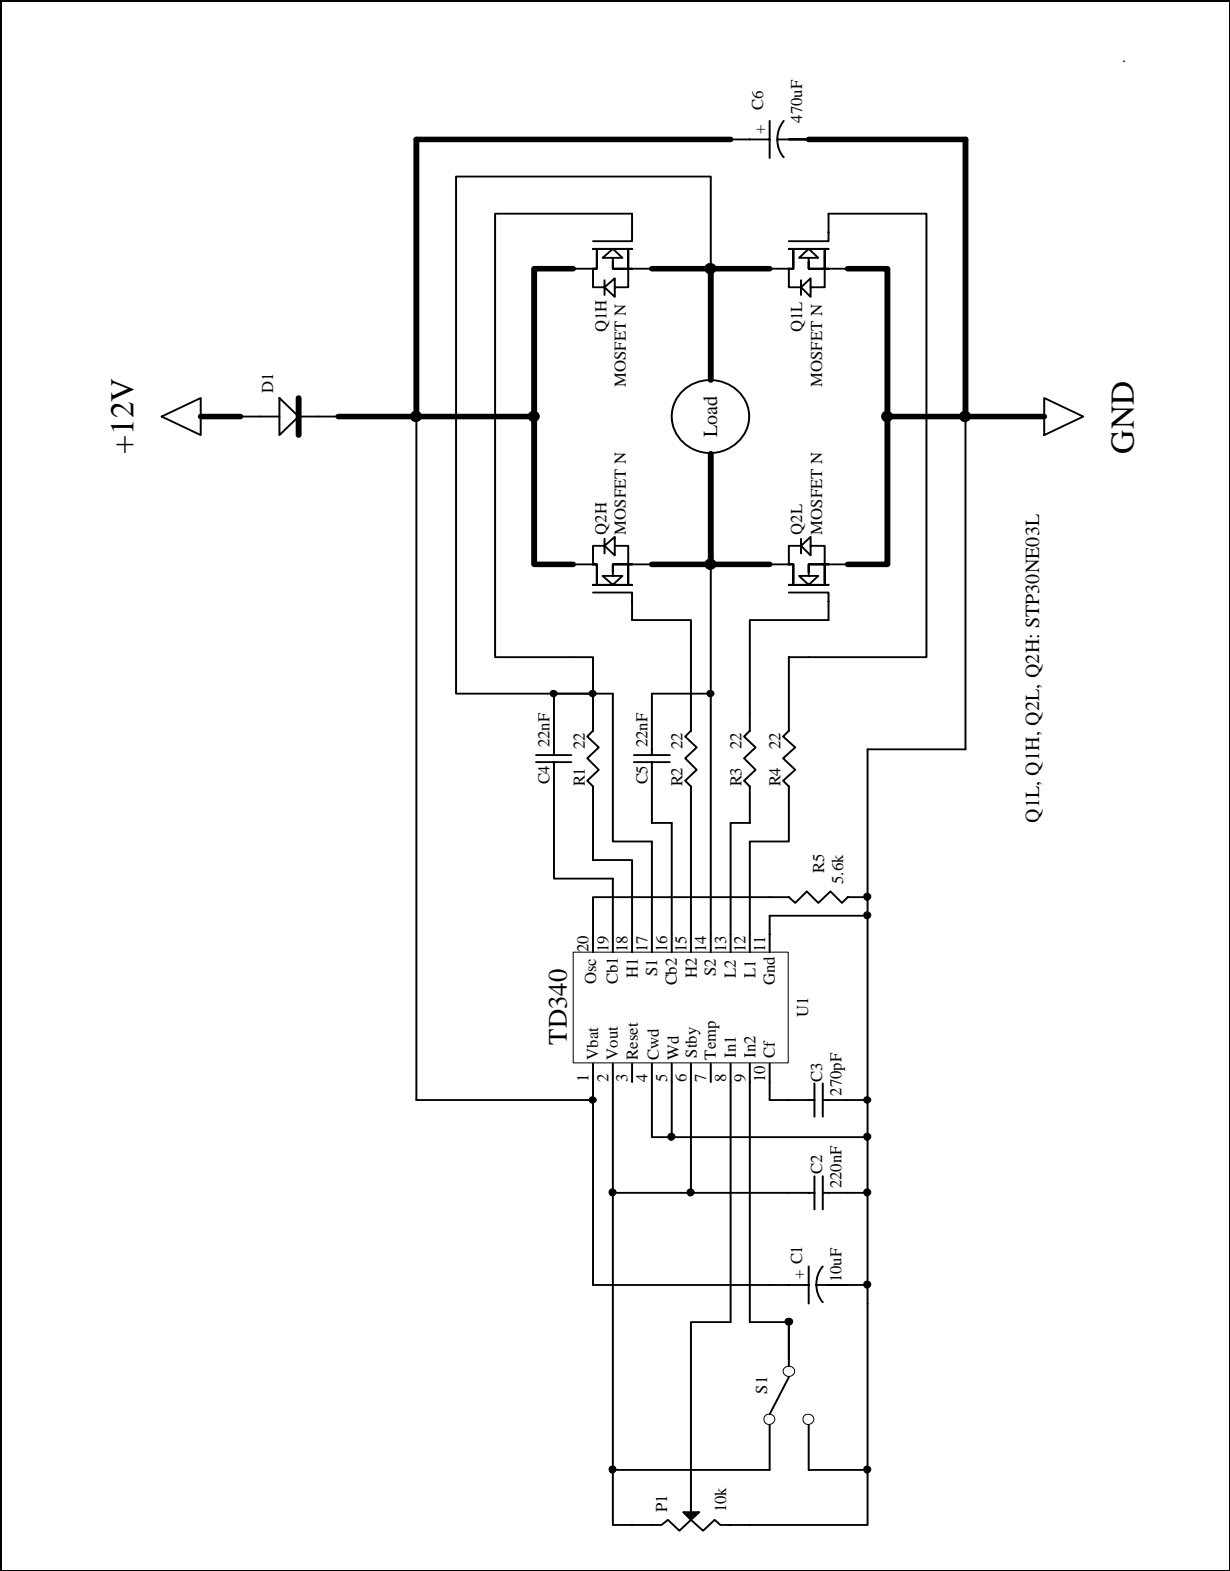 +12V
D1
C6
470uF
Q1H
MOSFET N
Q1L
MOSFET N
Load
Q2H
MOSFET N
Q2L
MOSFET N
GND
Q1L, Q1H, Q2L, Q2H: STP30NE03L
C4 22nF
R1 22
C5 22nF
R2 22
R3 22
R4 22
R5
5.6k
TD340
U1
20 Osc
19 Cb1
18 H1
17 S1
16 Cb2
15 H2
14 S2
13 L2
12 L1
11 Gnd
1 Vbat
2 Vout
3 Reset
4 Cwd
5 Wd
6 Stby
7 Temp
8 In1
9 In2
10 Cf
C3
270pF
C2
220nF
+ C1
10uF
S1
P1
10k